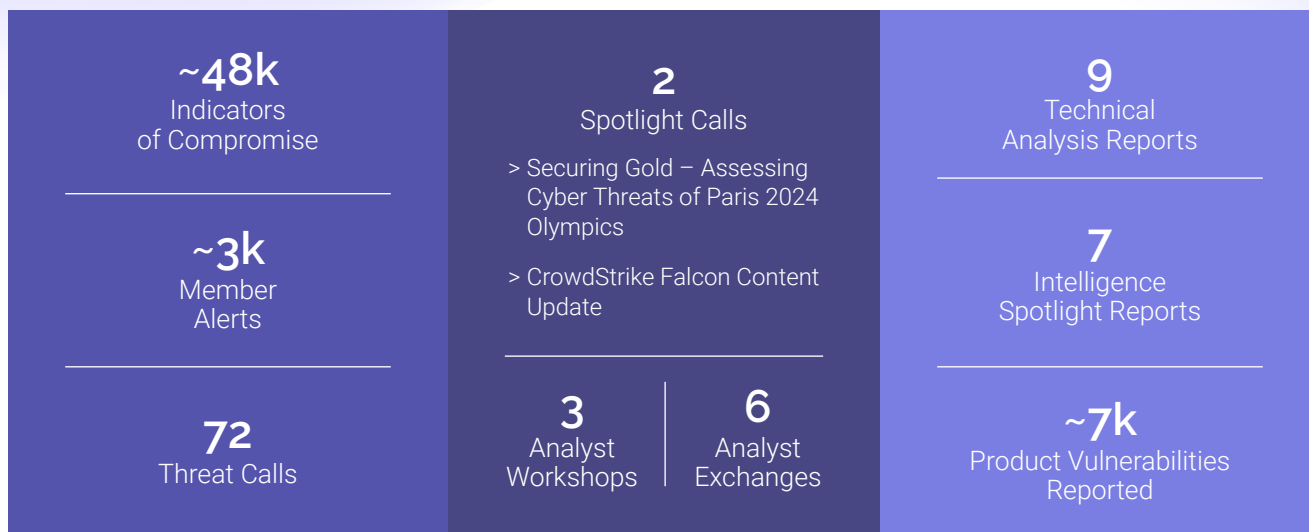 ~48k
Indicators
of Compromise
~3k
Member
Alerts
72
Threat Calls
2
Spotlight Calls
> Securing Gold – Assessing
Cyber Threats of Paris 2024
Olympics
> CrowdStrike Falcon Content
Update
3
Analyst
Workshops
6
Analyst
Exchanges
9
Technical
Analysis Reports
7
Intelligence
Spotlight Reports
~7k
Product Vulnerabilities
Reported